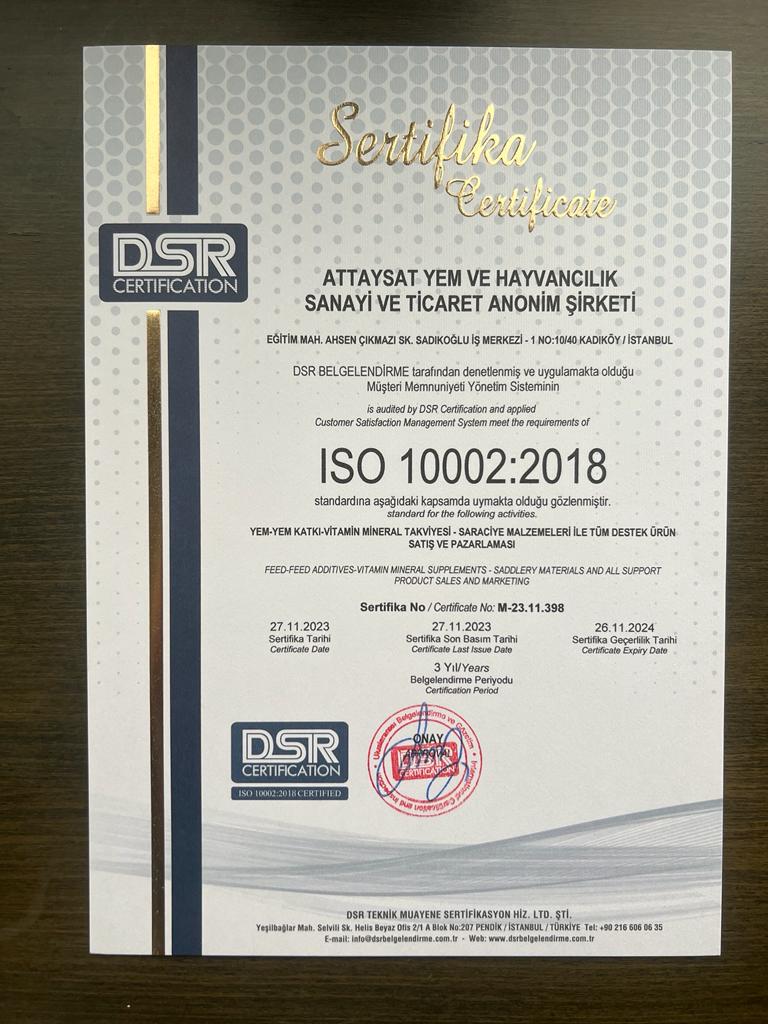 Sertifika
Certificate
DSR
CERTIFICATION
ATTAYSAT YEM VE HAYVANCILIK
SANAYİ VE TİCARET ANONİM ŞİRKETİ
EĞİTİM MAH. AHSEN ÇIKMAZI SK. SADIKOĞLU İŞ MERKEZİ - 1 NO:10/40 KADIKÖY / İSTANBUL
DSR BELGELENDİRME tarafından denetlenmiş ve uygulamakta olduğu
Müşteri Memnuniyeti Yönetim Sisteminin
is audited by DSR Certification and applied
Customer Satisfaction Management System meet the requirements of
ISO 10002:2018
standardına aşağıdaki kapsamda uymakta olduğu gözlenmiştir.
standard for the following activities.
YEM-YEM KATKI-VİTAMİN MİNERAL TAKVİYESİ - SARACİYE MALZEMELERİ İLE TÜM DESTEK ÜRÜN
SATIŞ VE PAZARLAMASI
FEED-FEED ADDITIVES-VITAMIN MINERAL SUPPLEMENTS - SADDLERY MATERIALS AND ALL SUPPORT
PRODUCT SALES AND MARKETING
Sertifika No / Certificate No: M-23.11.398
27.11.2023 27.11.2023 26.11.2024
Sertifika Tarihi Sertifika Son Basım Tarihi Sertifika Geçerlilik Tarihi
Certificate Date Certificate Last Issue Date Certificate Expiry Date
3 Yıl/Years
Belgelendirme Periyodu
Certification Period
DSR
CERTIFICATION
ISO 10002:2018 CERTIFIED
Uluslararası Belgelendirme ve Gözetim
International Certification and Inspection
ONAY
APPROVAL
DSR
CERTIFICATION
DSR TEKNİK MUAYENE SERTİFİKASYON HİZ. LTD. ŞTİ.
Yeşilbağlar Mah. Selvili Sk. Helis Beyaz Ofis 2/1 A Blok No:207 PENDİK / İSTANBUL / TÜRKİYE Tel: +90 216 606 06 35
E-mail: info@dsrbelgelendirme.com.tr - Web: www.dsrbelgelendirme.com.tr